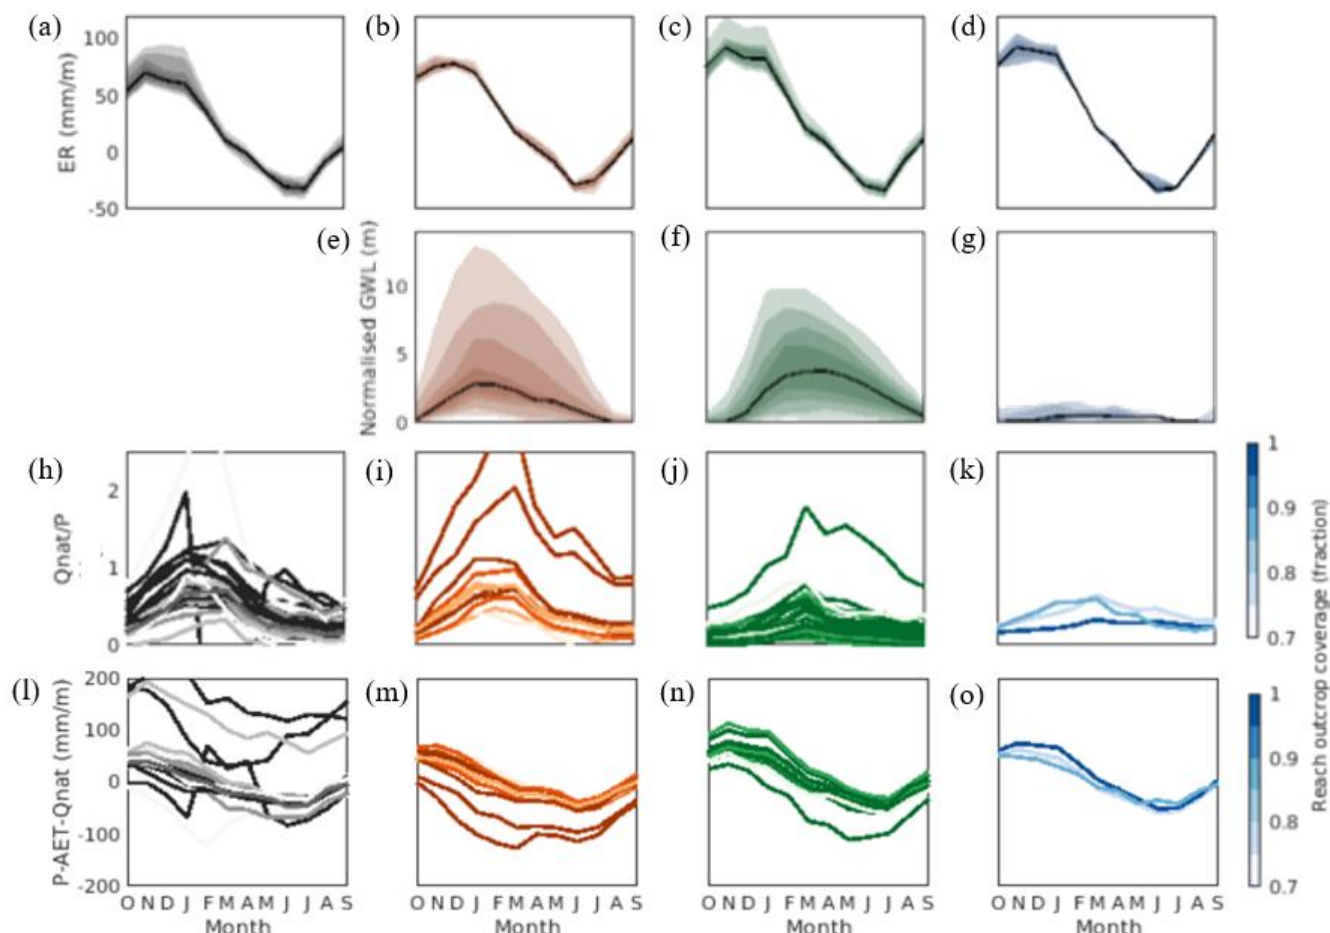 (a)
(b)
(c)
(d)
ER (mm/m)
100
50
0
-50
(e)
(f)
(g)
Normalised GWL (m)
10
5
0
(h)
(i)
(j)
(k)
Qnat/P
2
1
0
1
0.9
0.8
0.7
Reach outcrop coverage (fraction)
(l)
(m)
(n)
(o)
P-AET-Qnat (mm/m)
200
100
0
-100
-200
1
0.9
0.8
0.7
O N D J F M A M J J A S
O N D J F M A M J J A S
O N D J F M A M J J A S
O N D J F M A M J J A S
Month
Month
Month
Month